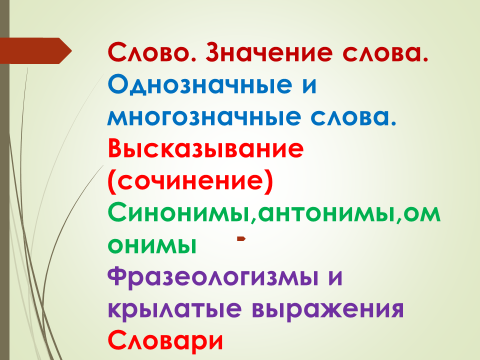 Слово. Значение слова.
Однозначные и
многозначные слова.
Высказывание
(сочинение)
Синонимы,антонимы,ом
онимы
Фразеологизмы и
крылатые выражения
Словари